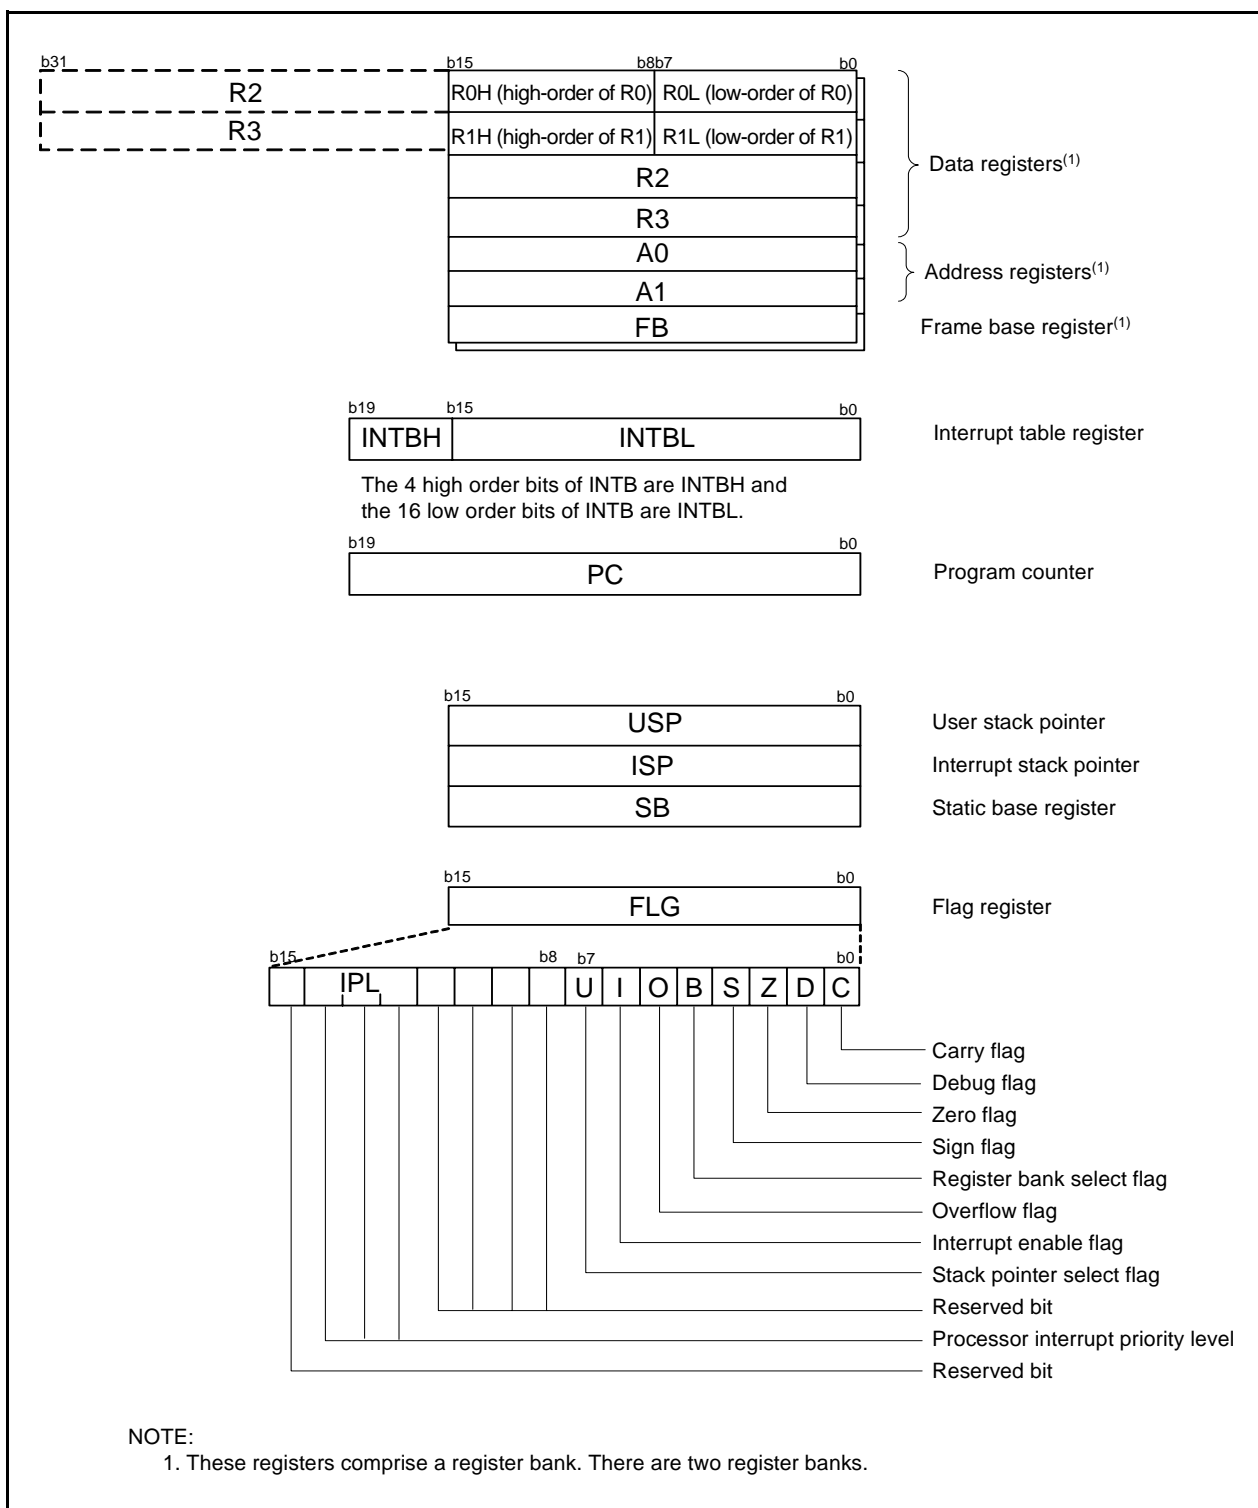 b31 b15 b8b7 b0
R2 R0H (high-order of R0) R0L (low-order of R0)
R3 R1H (high-order of R1) R1L (low-order of R1)
Data registers(1)
R2
R3
A0
Address registers(1)
A1
FB Frame base register(1)
b19 b15 b0
INTBH INTBL Interrupt table register
The 4 high order bits of INTB are INTBH and
the 16 low order bits of INTB are INTBL.
b19 b0
PC Program counter
b15 b0
USP User stack pointer
ISP Interrupt stack pointer
SB Static base register
b15 b0
FLG Flag register
b15 b8 b7 b0
IPL U I O B S Z D C
Carry flag
Debug flag
Zero flag
Sign flag
Register bank select flag
Overflow flag
Interrupt enable flag
Stack pointer select flag
Reserved bit
Processor interrupt priority level
Reserved bit
NOTE:
1. These registers comprise a register bank. There are two register banks.